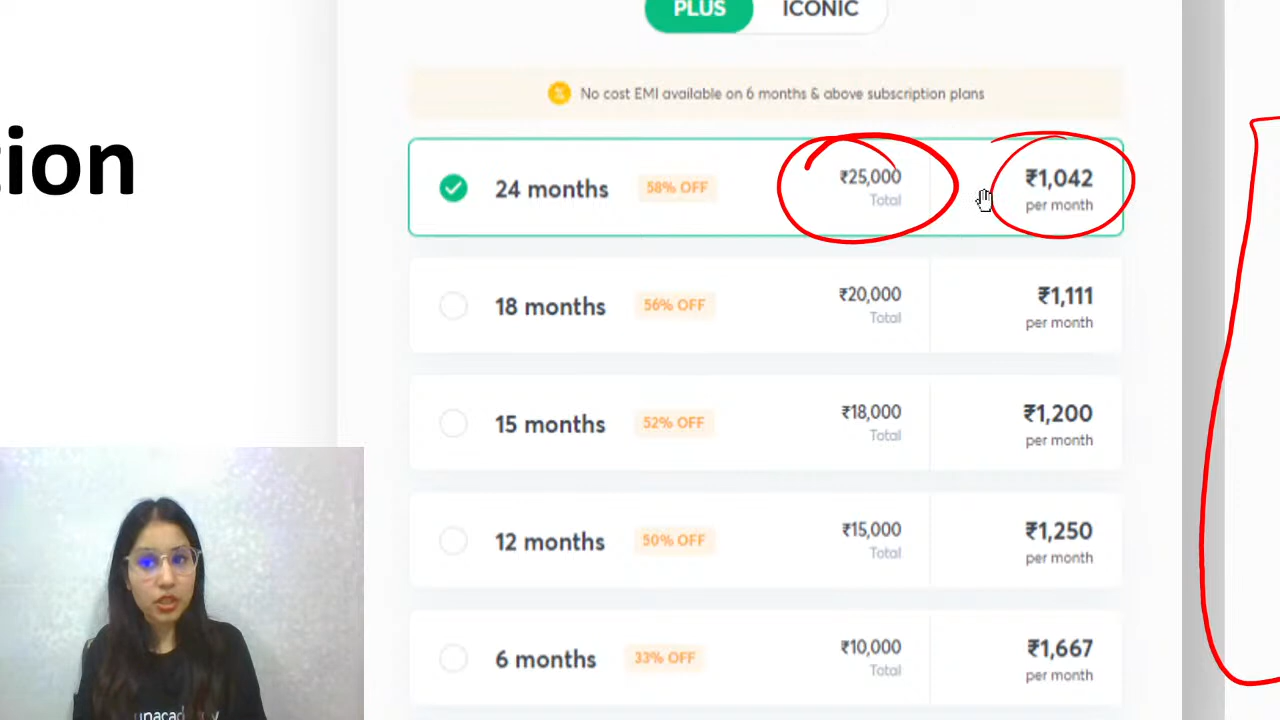 PLUS ICONIC
No cost EMI available on 6 months & above subscription plans
tion
24 months 58% OFF ₹25,000 Total ₹1,042 per month
18 months 56% OFF ₹20,000 Total ₹1,111 per month
15 months 52% OFF ₹18,000 Total ₹1,200 per month
12 months 50% OFF ₹15,000 Total ₹1,250 per month
6 months 33% OFF ₹10,000 Total ₹1,667 per month